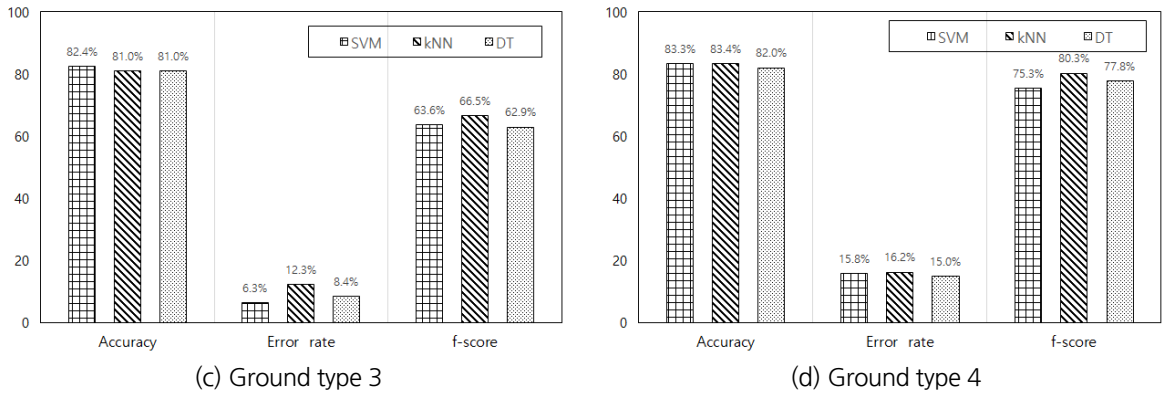 100
80
60
40
20
0
SVM kNN DT
82.4% 81.0% 81.0%
6.3% 12.3% 8.4%
63.6% 66.5% 62.9%
Accuracy Error rate f-score
(c) Ground type 3
100
80
60
40
20
0
SVM kNN DT
83.3% 83.4% 82.0%
15.8% 16.2% 15.0%
75.3% 80.3% 77.8%
Accuracy Error rate f-score
(d) Ground type 4